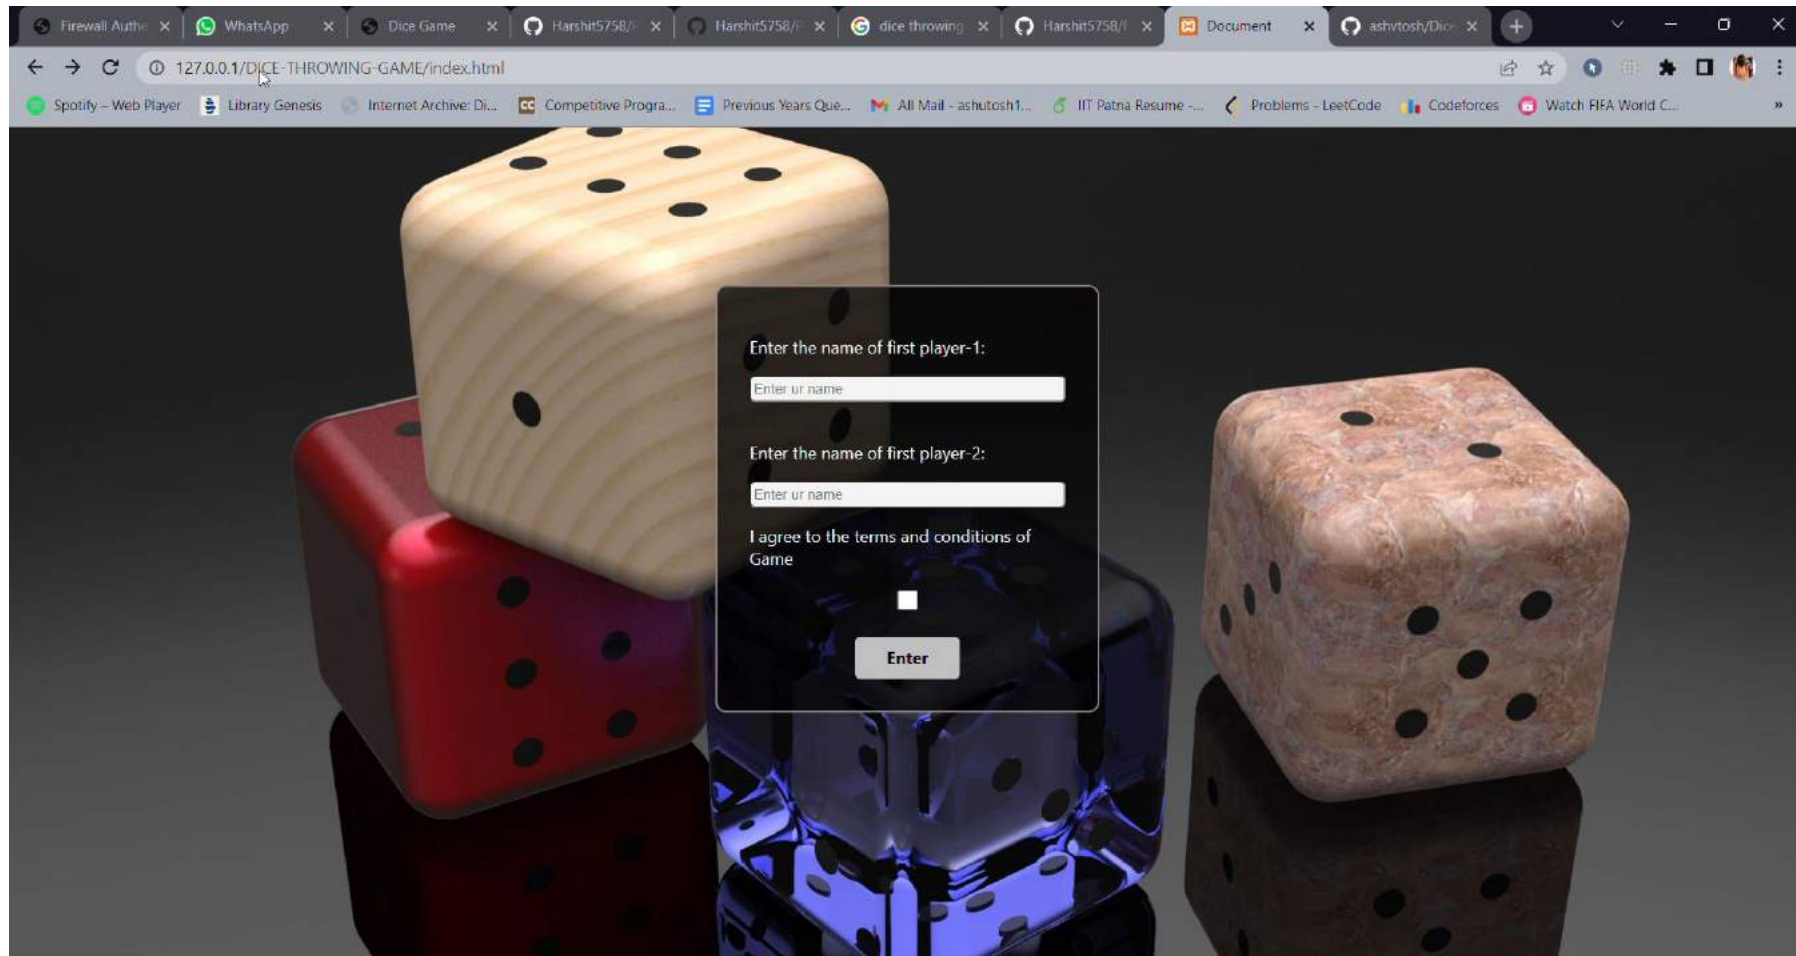 Firewall Authe
WhatsApp
Dice Game
Harshit5758/
Harshit5758/
dice throwing
Harshit5758/
Document
ashvtosh/Dice
127.0.0.1/DICE-THROWING-GAME/index.html
Spotify – Web Player
Library Genesis
Internet Archive: Di...
CC Competitive Progra...
Previous Years Que...
All Mail - ashutosh1...
IIT Patna Resume -...
Problems - LeetCode
Codeforces
Watch FIFA World C...
»
Enter the name of first player-1:
Enter ur name
Enter the name of first player-2:
Enter ur name
I agree to the terms and conditions of
Game
Enter